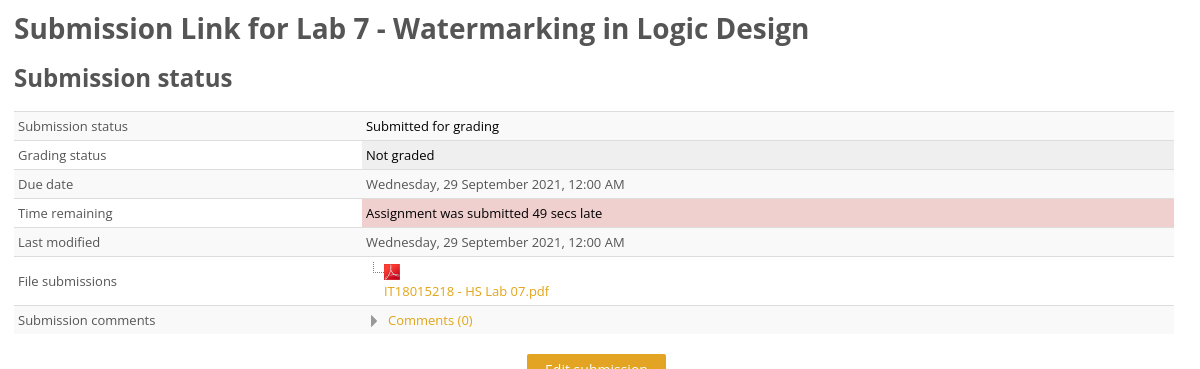 Submission Link for Lab 7 - Watermarking in Logic Design
Submission status
Submission status Submitted for grading
Grading status Not graded
Due date Wednesday, 29 September 2021, 12:00 AM
Time remaining Assignment was submitted 49 secs late
Last modified Wednesday, 29 September 2021, 12:00 AM
File submissions
IT18015218 - HS Lab 07.pdf
Submission comments Comments (0)
Edit submission